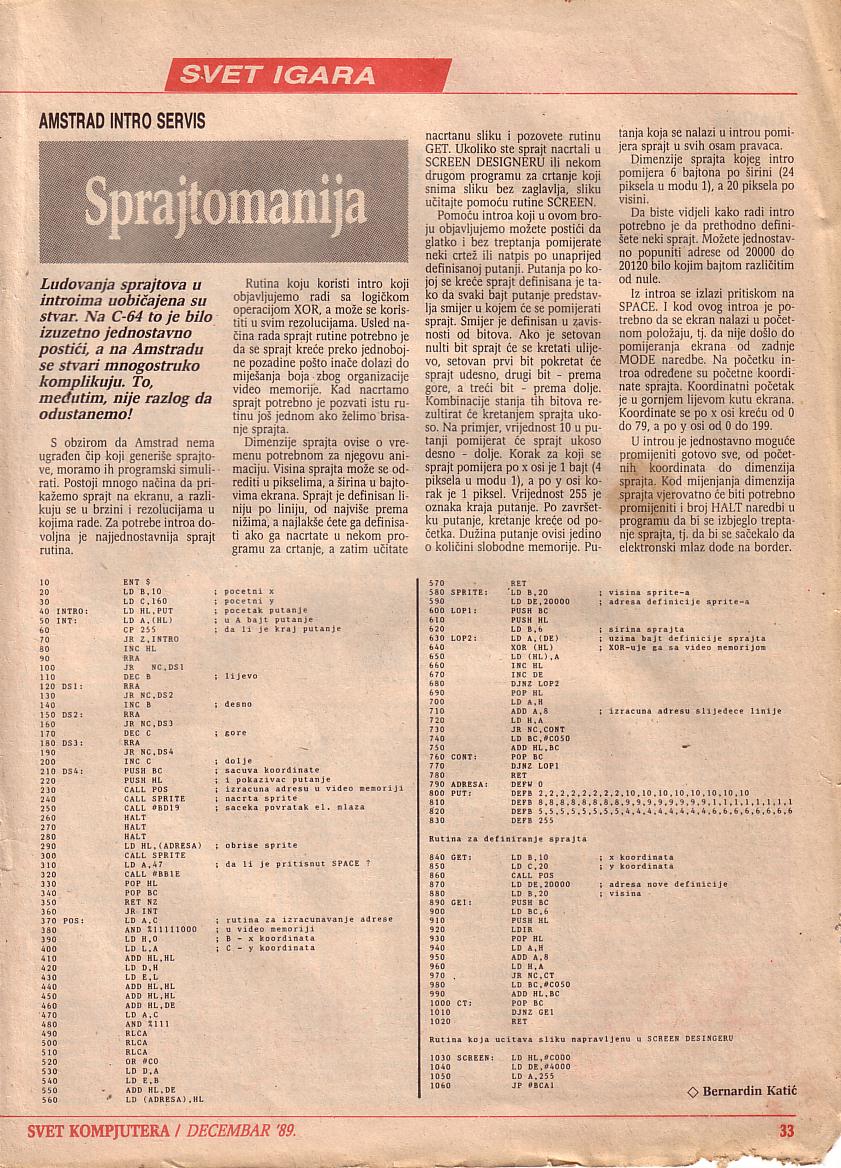 SVET IGARA
AMSTRAD INTRO SERVIS
Sprajtomanija
Ludovanja sprajtova u
introima uobičajena su
stvar. Na C-64 to je bilo
izuzetno jednostavno
postići, a na Amstradu
se stvari mnogostruko
komplikuju. To,
međutim, nije razlog da
odustanemo!
S obzirom da Amstrad nema
ugrađen čip koji generiše sprajto-
ve, moramo ih programski simuli-
rati. Postoji mnogo načina da pri-
kažemo sprajt na ekranu, a razli-
kuju se u brzini i rezolucijama u
kojima rade. Za potrebe introa do-
voljna je najjednostavnija sprajt
rutina.
Rutina koju koristi intro koji
objavljujemo radi sa logičkom
operacijom XOR, a može se koris-
titi u svim rezolucijama. Usled na-
čina rada sprajt rutine potrebno je
da se sprajt kreće preko jednoboj-
ne pozadine pošto inače dolazi do
miješanja boja zbog organizacije
video memorije. Kad nacrtamo
sprajt potrebno je pozvati istu ru-
tinu još jednom ako želimo brisa-
nje sprajta.
Dimenzije sprajta ovise o vre-
menu potrebnom za njegovu ani-
maciju. Visina sprajta može se od-
rediti u pikselima, a širina u bajto-
vima ekrana. Sprajt je definisan li-
niju po liniju, od najviše prema
nižima, a najlakše ćete ga definisa-
ti ako ga nacrtate u nekom pro-
gramu za crtanje, a zatim učitate
nacrtanu sliku i pozovete rutinu
GET. Ukoliko ste sprajt nacrtali u
SCREEN DESIGNERU ili nekom
drugom programu za crtanje koji
snima sliku bez zaglavlja, sliku
učitajte pomoću rutine SCREEN.
Pomoću introa koji u ovom bro-
ju objavljujemo možete postići da
glatko i bez treptanja pomijerate
neki crtež ili natpis po unaprijed
definisanoj putanji. Putanja po ko-
joj se kreće sprajt definisana je ta-
ko da svaki bajt putanje predstav-
lja smijer u kojem će se pomijerati
sprajt. Smijer je definisan u zavis-
nosti od bitova. Ako je setovan
nulti bit sprajt će se kretati ulije-
vo, setovan prvi bit pokretat će
sprajt udesno, drugi bit - prema
gore, a treći bit - prema dolje.
Kombinacije stanja tih bitova re-
zultirat će kretanjem sprajta uko-
so. Na primjer, vrijednost 10 u pu-
tanji pomijerat će sprajt ukoso
desno - dolje. Korak za koji se
sprajt pomijera po x osi je 1 bajt (4
piksela u modu 1), a po y osi ko-
rak je 1 piksel. Vrijednost 255 je
oznaka kraja putanje. Po završet-
ku putanje, kretanje kreće od po-
četka. Dužina putanje ovisi jedino
o količini slobodne memorije. Pu-
tanja koja se nalazi u introu pomi-
jera sprajt u svih osam pravaca.
Dimenzije sprajta kojeg intro
pomijera 6 bajtona po širini (24
piksela u modu 1), a 20 piksela po
visini.
Da biste vidjeli kako radi intro
potrebno je da prethodno defini-
šete neki sprajt. Možete jednostav-
no popuniti adrese od 20000 do
20120 bilo kojim bajtom različitim
od nule.
Iz introa se izlazi pritiskom na
SPACE. I kod ovog introa je po-
trebno da se ekran nalazi u počet-
nom položaju, tj. da nije došlo do
pomijeranja ekrana od zadnje
MODE naredbe. Na početku in-
troa određene su početne koordi-
nate sprajta. Koordinatni početak
je u gornjem lijevom kutu ekrana.
Koordinate se po x osi kreću od 0
do 79, a po y osi od 0 do 199.
U introu je jednostavno moguće
promijeniti gotovo sve, od počet-
nih koordinata do dimenzija
sprajta. Kod mijenjanja dimenzija
sprajta vjerovatno će biti potrebno
promijeniti i broj HALT naredbi u
programu da bi se izbjeglo trepta-
nje sprajta, tj. da bi se sačekalo da
elektronski mlaz dođe na border.
10 ENT $
20 LD B,10 ; pocetni x
30 LD C,160 ; pocetni y
40 INTRO: LD HL,PUT ; pocetak putanje
50 INT: LD A,(HL) ; u A bajt putanje
60 CP 255 ; da li je kraj putanje
70 JR Z,INTRO
80 INC HL
90 RRA
100 JR NC,DS1
110 DEC B ; lijevo
120 DS1: RRA
130 JR NC,DS2
140 INC B ; desno
150 DS2: RRA
160 JR NC,DS3
170 DEC C ; gore
180 DS3: RRA
190 JR NC,DS4
200 INC C ; dolje
210 DS4: PUSH BC ; sacuva koordinate
220 PUSH HL ; i pokazivac putanje
230 CALL POS ; izracuna adresu u video memoriji
240 CALL SPRITE ; nacrta sprite
250 CALL #BD19 ; saceka povratak el. mlaza
260 HALT
270 HALT
280 HALT
290 LD HL,(ADRESA) ; obrise sprite
300 CALL SPRITE
310 LD A,47 ; da li je pritisnut SPACE ?
320 CALL #BB1E
330 POP HL
340 POP BC
350 RET NZ
360 JR INT
370 POS: LD A,C ; rutina za izracunavanje adrese
380 AND %11111000 ; u video memoriji
390 LD H,0 ; B - x koordinata
400 LD L,A ; C - y koordinata
410 ADD HL,HL
420 LD D,H
430 LD E,L
440 ADD HL,HL
450 ADD HL,HL
460 ADD HL,DE
470 LD A,C
480 AND %111
490 RLCA
500 RLCA
510 RLCA
520 OR #C0
530 LD D,A
540 LD E,B
550 ADD HL,DE
560 LD (ADRESA),HL
570 RET
580 SPRITE: LD B,20 ; visina sprite-a
590 LD DE,20000 ; adresa definicije sprite-a
600 LOP1: PUSH BC
610 PUSH HL
620 LD B,6 ; sirina sprajta
630 LOP2: LD A,(DE) ; uzima bajt definicije sprajta
640 XOR (HL) ; XOR-uje ga sa video memorijom
650 LD (HL),A
660 INC HL
670 INC DE
680 DJNZ LOP2
690 POP HL
700 LD A,H
710 ADD A,8 ; izracuna adresu slijedece linije
720 LD H,A
730 JR NC,CONT
740 LD BC,#C050
750 ADD HL,BC
760 CONT: POP BC
770 DJNZ LOP1
780 RET
790 ADRESA: DEFW 0
800 PUT: DEFB 2,2,2,2,2,2,2,2,10,10,10,10,10,10,10,10
810 DEFB 8,8,8,8,8,8,8,8,9,9,9,9,9,9,9,9,1,1,1,1,1,1,1,1
820 DEFB 5,5,5,5,5,5,5,5,4,4,4,4,4,4,4,4,6,6,6,6,6,6,6,6
830 DEFB 255
Rutina za definiranje sprajta
840 GET: LD B,10 ; x koordinata
850 LD C,20 ; y koordinata
860 CALL POS
870 LD DE,20000 ; adresa nove definicije
880 LD B,20 ; visina
890 GE1: PUSH BC
900 LD BC,6
910 PUSH HL
920 LDIR
930 POP HL
940 LD A,H
950 ADD A,8
960 LD H,A
970 JR NC,CT
980 LD BC,#C050
990 ADD HL,BC
1000 CT: POP BC
1010 DJNZ GE1
1020 RET
Rutina koja ucitava sliku napravljenu u SCREEN DESINGERU
1030 SCREEN: LD HL,#C000
1040 LD DE,#4000
1050 LD A,255
1060 JP #BCA1
◇ Bernardin Katić
SVET KOMPJUTERA / DECEMBAR '89.
33